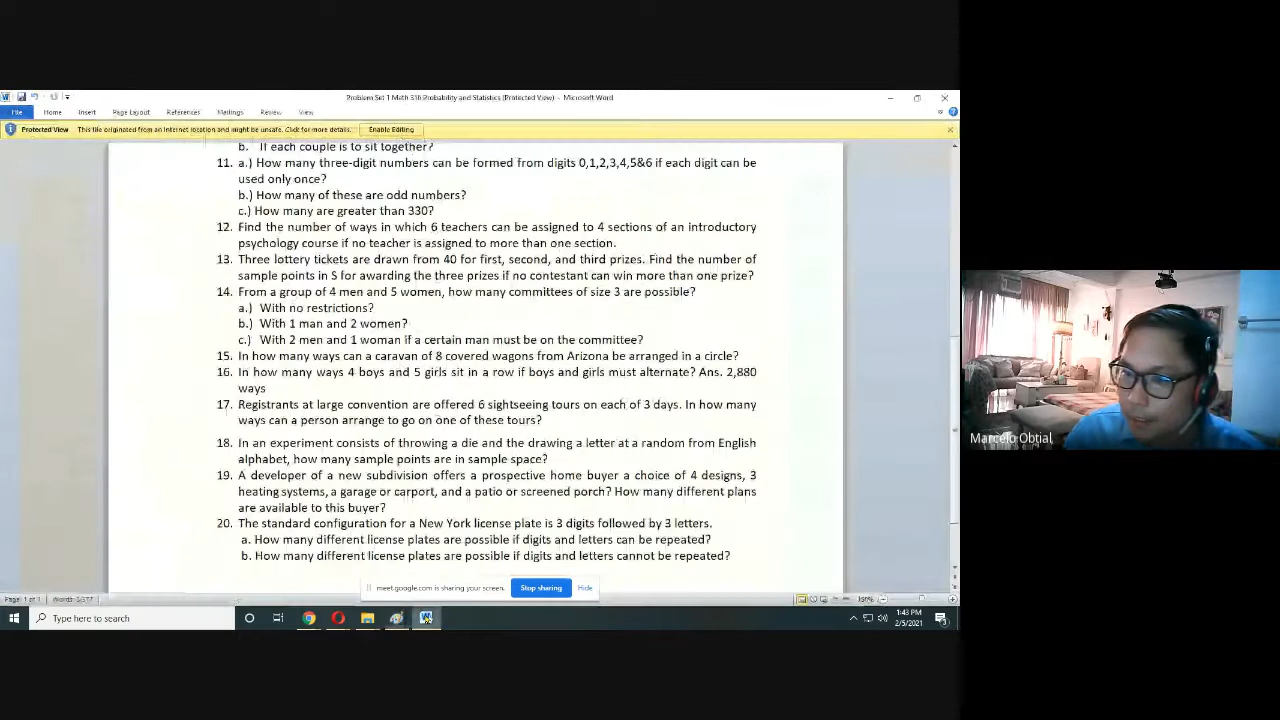 Problem Set 1 Math 310 Probability and Statistics (Protected View) - Microsoft Word
File Home Insert Page Layout References Mailings Review View
Protected View This file originated from an Internet location and might be unsafe. Click for more details. Enable Editing
b. If each couple is to sit together?
11. a.) How many three-digit numbers can be formed from digits 0,1,2,3,4,5&6 if each digit can be
used only once?
b.) How many of these are odd numbers?
c.) How many are greater than 330?
12. Find the number of ways in which 6 teachers can be assigned to 4 sections of an introductory
psychology course if no teacher is assigned to more than one section.
13. Three lottery tickets are drawn from 40 for first, second, and third prizes. Find the number of
sample points in S for awarding the three prizes if no contestant can win more than one prize?
14. From a group of 4 men and 5 women, how many committees of size 3 are possible?
a.) With no restrictions?
b.) With 1 man and 2 women?
c.) With 2 men and 1 woman if a certain man must be on the committee?
15. In how many ways can a caravan of 8 covered wagons from Arizona be arranged in a circle?
16. In how many ways 4 boys and 5 girls sit in a row if boys and girls must alternate? Ans. 2,880
ways
17. Registrants at large convention are offered 6 sightseeing tours on each of 3 days. In how many
ways can a person arrange to go on one of these tours?
18. In an experiment consists of throwing a die and the drawing a letter at a random from English
alphabet, how many sample points are in sample space?
19. A developer of a new subdivision offers a prospective home buyer a choice of 4 designs, 3
heating systems, a garage or carport, and a patio or screened porch? How many different plans
are available to this buyer?
20. The standard configuration for a New York license plate is 3 digits followed by 3 letters.
a. How many different license plates are possible if digits and letters can be repeated?
b. How many different license plates are possible if digits and letters cannot be repeated?
Marcelo Obtial
meet.google.com is sharing your screen. Stop sharing Hide
Type here to search
1:43 PM
2/5/2021